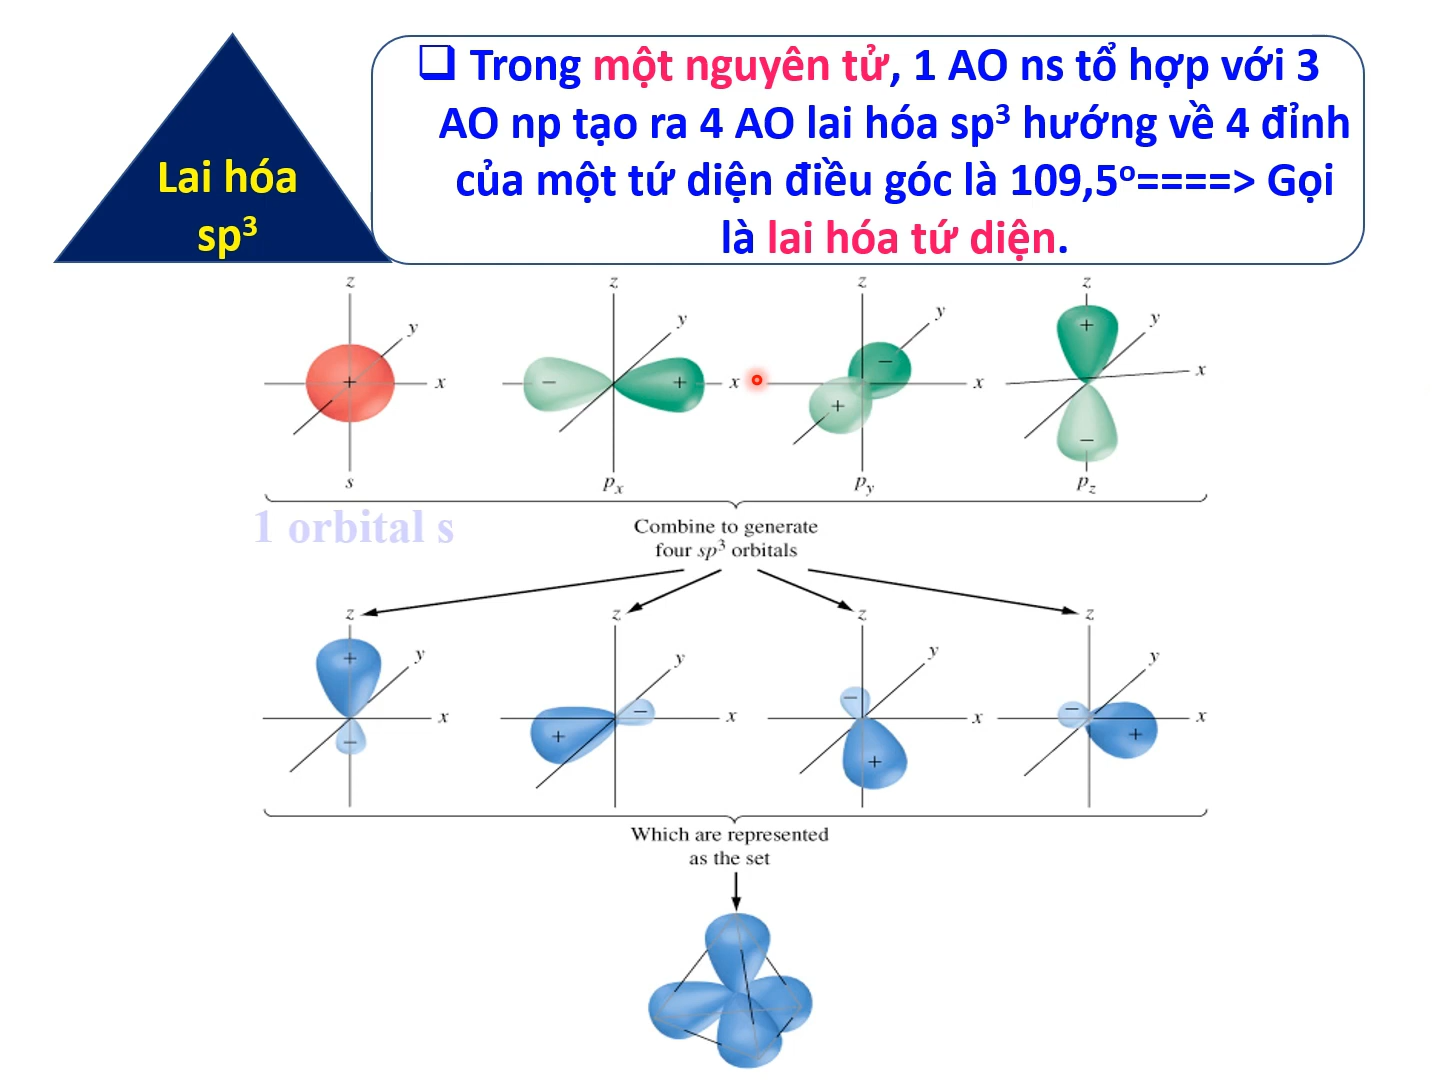 Lai hóa
sp³
❑ Trong một nguyên tử, 1 AO ns tổ hợp với 3
AO np tạo ra 4 AO lai hóa sp³ hướng về 4 đỉnh
của một tứ diện điều góc là 109,5º====> Gọi
là lai hóa tứ diện.
z
z
z
z
y
y
y
y
x
x
x
x
+
− +
− +
+ −
s
pₓ
p_y
p_z
1 orbital s
Combine to generate
four sp³ orbitals
z
z
z
z
y
y
y
y
x
x
x
x
+ −
+ −
− +
− +
Which are represented
as the set